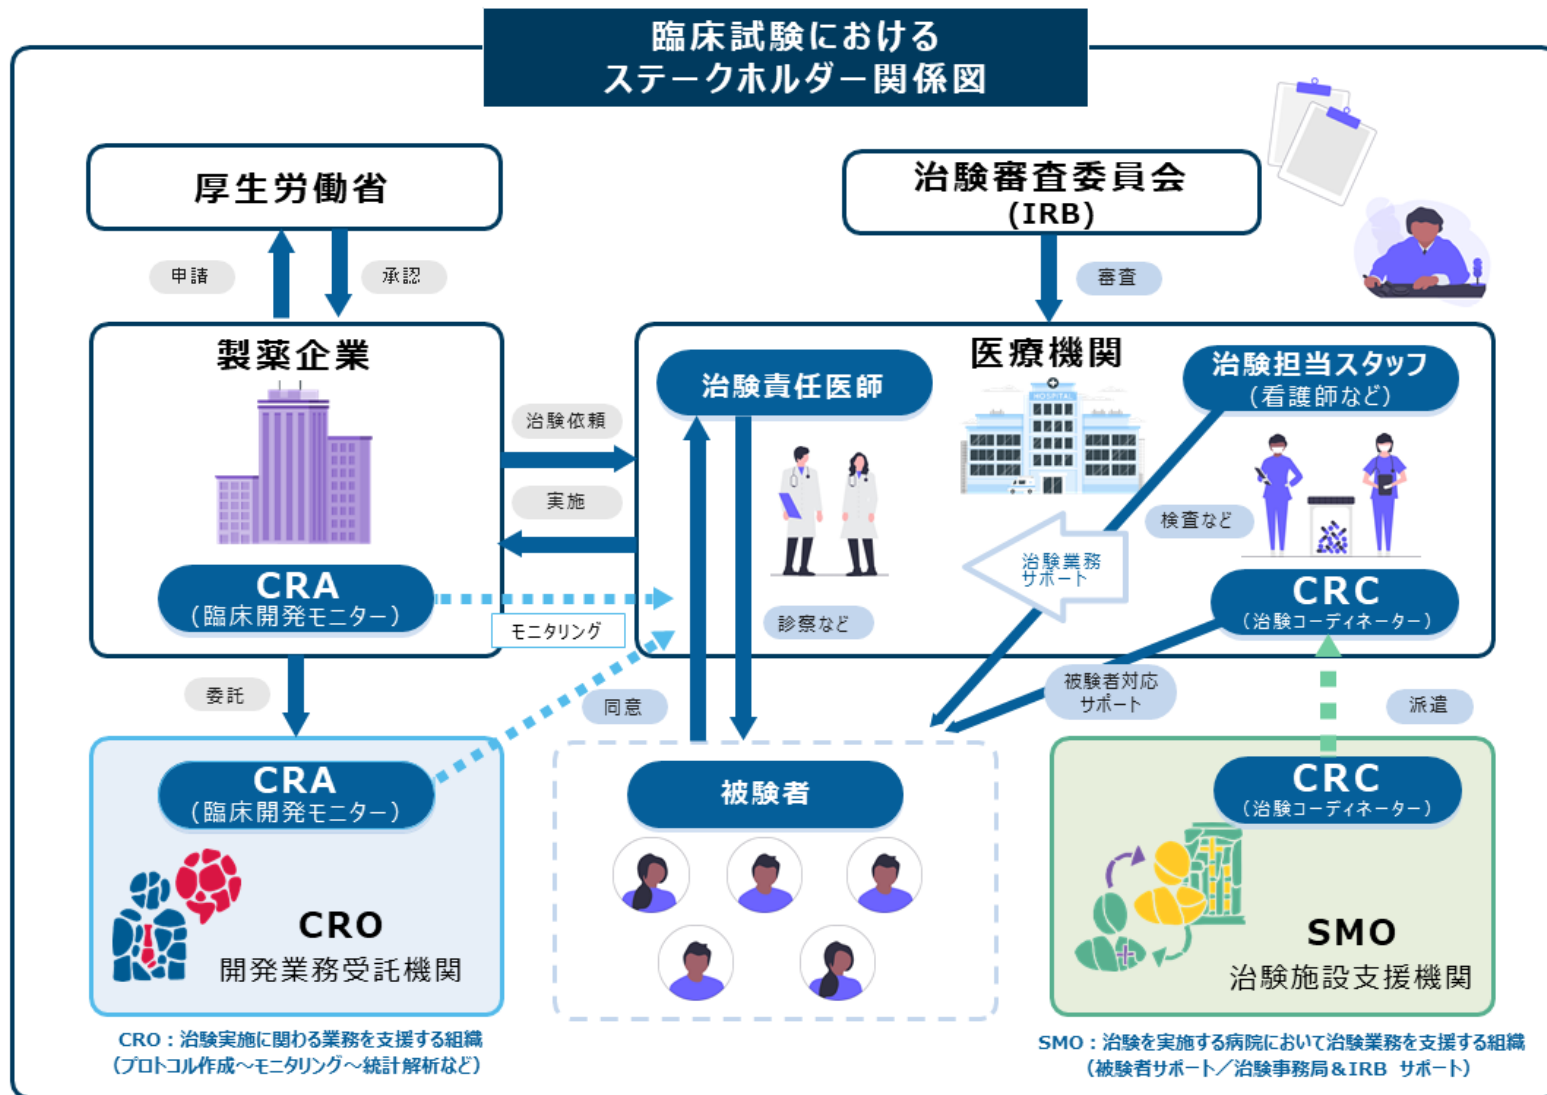 臨床試験における
ステークホルダー関係図
厚生労働省
治験審査委員会
(IRB)
申請
承認
審査
製薬企業
医療機関
治験責任医師
治験担当スタッフ
(看護師など)
HOSPITAL
治験依頼
実施
検査など
治験業務
サポート
CRA
(臨床開発モニター)
モニタリング
診察など
CRC
(治験コーディネーター)
委託
同意
被験者対応
サポート
派遣
CRA
(臨床開発モニター)
被験者
CRC
(治験コーディネーター)
CRO
開発業務受託機関
SMO
治験施設支援機関
CRO：治験実施に関わる業務を支援する組織
(プロトコル作成～モニタリング～統計解析など)
SMO：治験を実施する病院において治験業務を支援する組織
(被験者サポート／治験事務局＆IRB サポート)